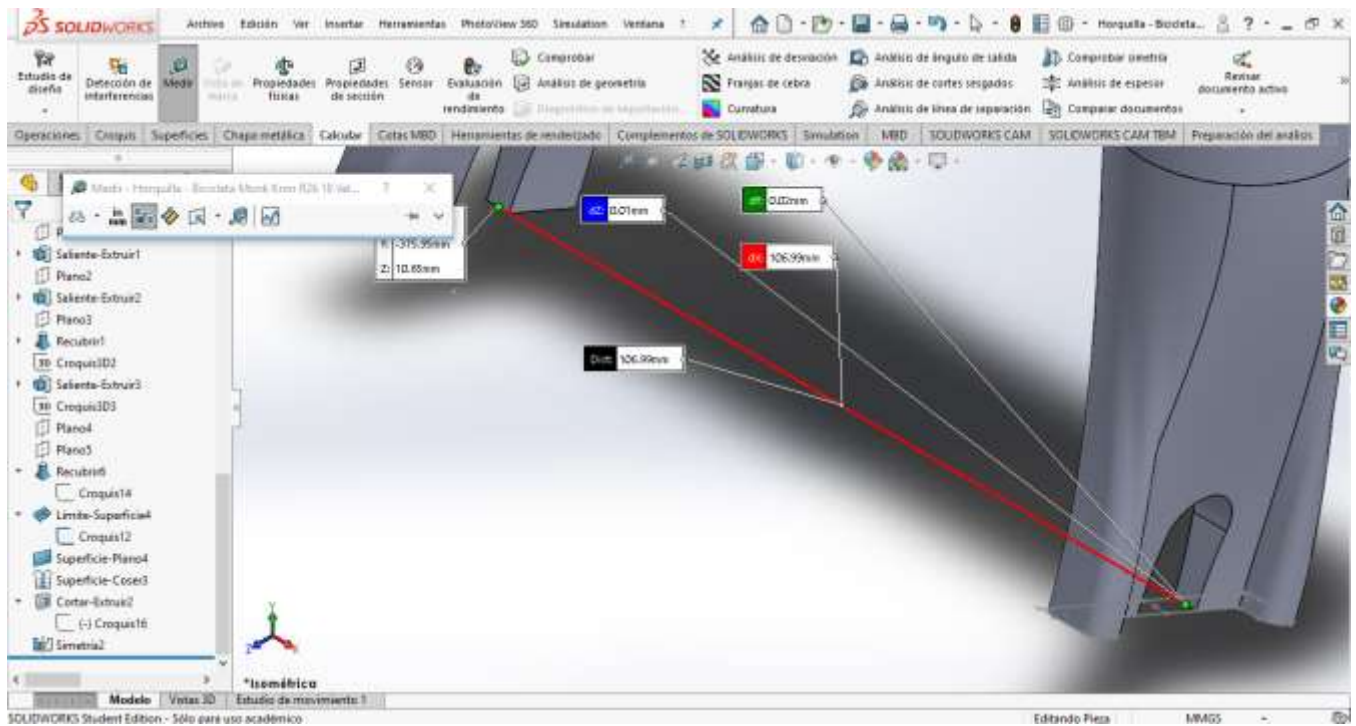 SOLIDWORKS
Archivo Edición Ver Insertar Herramientas PhotoView 360 Simulation Ventana ?
Horquilla - Bicicleta...
Estudio de diseño
Detección de interferencias
Medir
Propiedades físicas
Propiedades de sección
Sensor
Evaluación de rendimiento
Comprobar
Análisis de geometría
Análisis de desviación
Franjas de cebra
Curvatura
Análisis de ángulo de salida
Análisis de cortes sesgados
Análisis de línea de separación
Comprobar simetría
Análisis de espesor
Comparar documentos
Revisar documento activo
Operaciones Croquis Superficies Chapa metálica Calcular Cotas MBD Herramientas de renderizado Complementos de SOLIDWORKS Simulation MBD SOLIDWORKS CAM SOLIDWORKS CAM TBM Preparación del análisis
Medir - Horquilla - Bicicleta
Y: -375.95mm
Z: 10.65mm
dZ: 0.01mm
0.02mm
dX: 106.99mm
Dist: 106.99mm
Saliente-Extruir1
Plano2
Saliente-Extruir2
Plano3
Recubrir1
3D Croquis3D2
Saliente-Extruir3
3D Croquis3D3
Plano4
Plano5
Recubrir6
Croquis14
Límite-Superficie4
Croquis12
Superficie-Plano4
Superficie-Coser3
Cortar-Extruir2
(-) Croquis16
Simetría2
*Isométrica
Modelo Vistas 3D Estudio de movimiento 1
SOLIDWORKS Student Edition - Sólo para uso académico
Editando Pieza MMGS